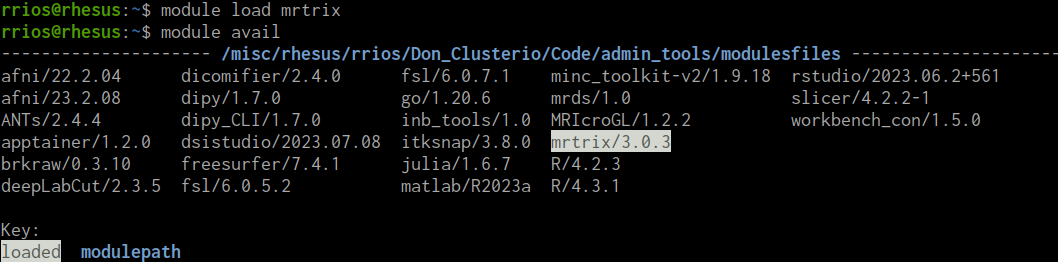 rrios@rhesus:~$ module load mrtrix
rrios@rhesus:~$ module avail
--------------------- /misc/rhesus/rrios/Don_Clusterio/Code/admin_tools/modulesfiles ---------------------
afni/22.2.04 dicomifier/2.4.0 fsl/6.0.7.1 minc_toolkit-v2/1.9.18 rstudio/2023.06.2+561
afni/23.2.08 dipy/1.7.0 go/1.20.6 mrds/1.0 slicer/4.2.2-1
ANTs/2.4.4 dipy_CLI/1.7.0 inb_tools/1.0 MRIcroGL/1.2.2 workbench_con/1.5.0
apptainer/1.2.0 dsistudio/2023.07.08 itksnap/3.8.0 mrtrix/3.0.3
brkraw/0.3.10 freesurfer/7.4.1 julia/1.6.7 R/4.2.3
deepLabCut/2.3.5 fsl/6.0.5.2 matlab/R2023a R/4.3.1
Key:
loaded modulepath